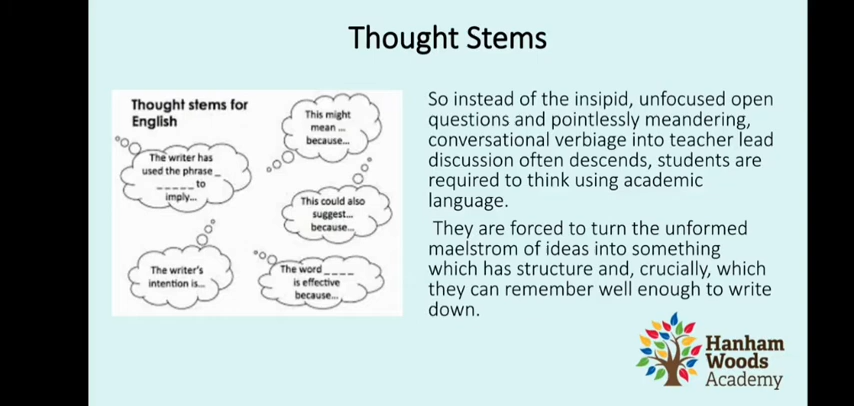 Thought Stems
Thought stems for
English
This might
mean ...
because...
The writer has
used the phrase _
_____ to
imply...
This could also
suggest...
because...
The writer's
intention is...
The word ____
is effective
because...
So instead of the insipid, unfocused open
questions and pointlessly meandering,
conversational verbiage into teacher lead
discussion often descends, students are
required to think using academic
language.
They are forced to turn the unformed
maelstrom of ideas into something
which has structure and, crucially, which
they can remember well enough to write
down.
Hanham
Woods
Academy